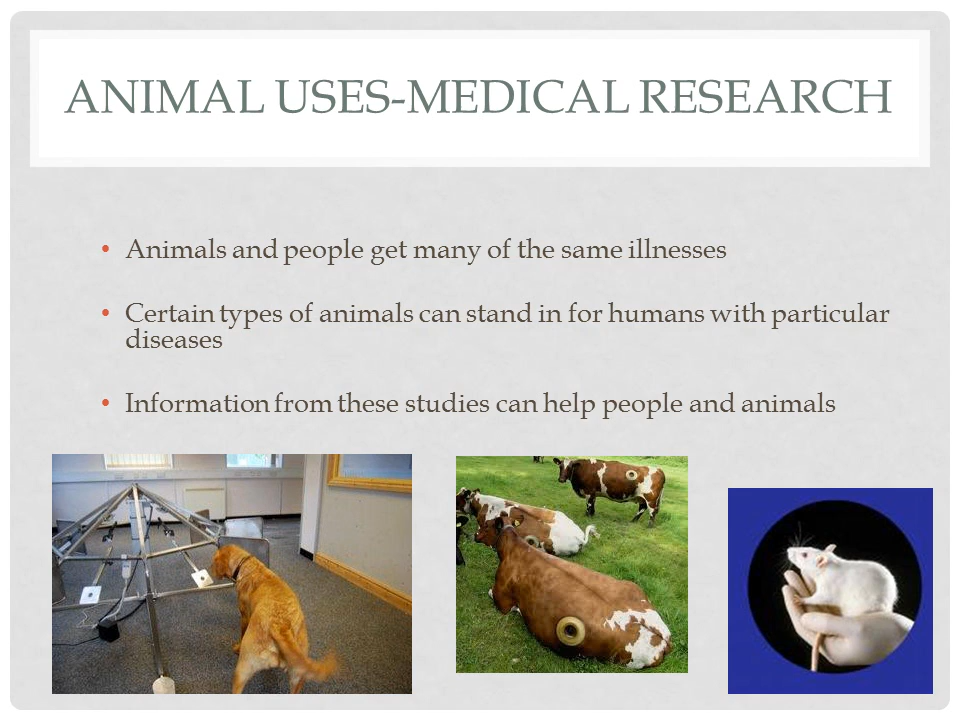 ANIMAL USES-MEDICAL RESEARCH
• Animals and people get many of the same illnesses
• Certain types of animals can stand in for humans with particular
diseases
• Information from these studies can help people and animals